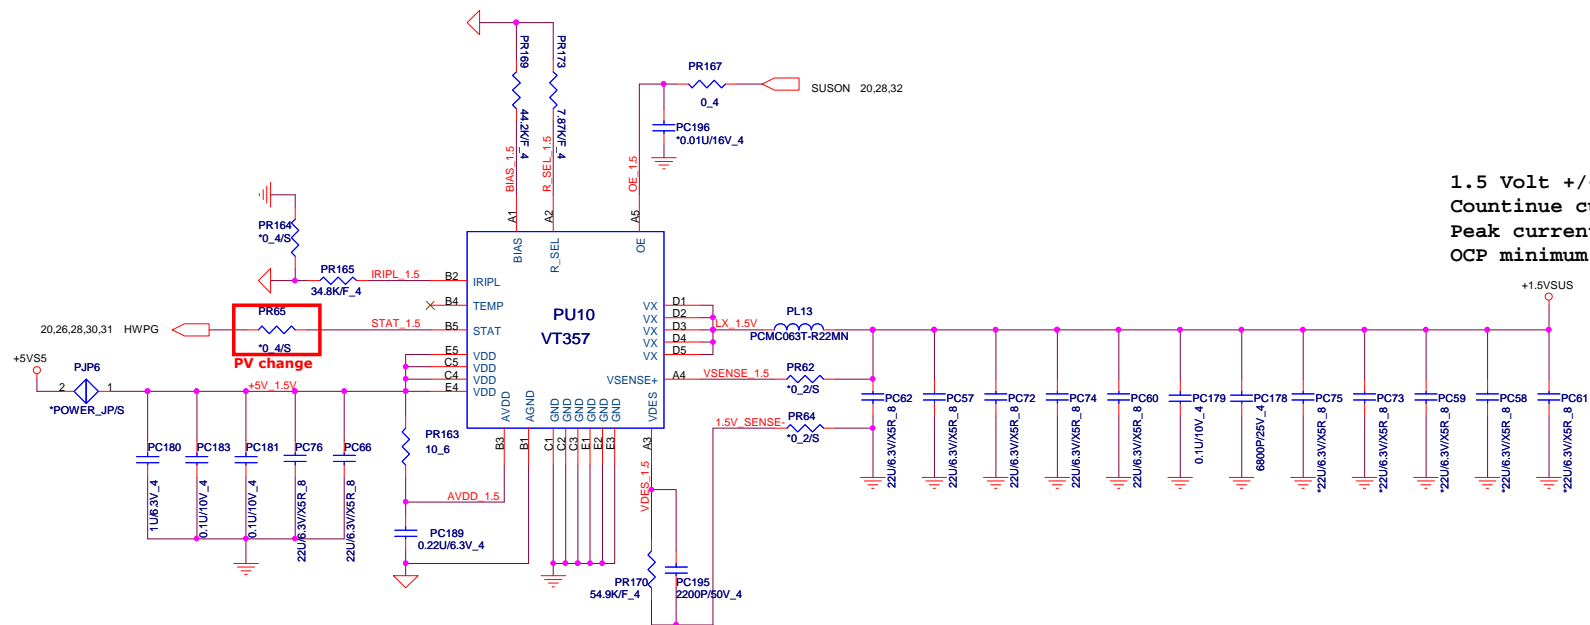 PR169
44.2K/F_4
PR173
7.87K/F_4
PR167
0_4
SUSON 20,28,32
PC196
*0.01U/16V_4
BIAS_1.5
R_SEL_1.5
OE_1.5
1.5 Volt +/
Countinue c
Peak current
OCP minimum
+1.5VSUS
A1
A2
A5
BIAS
R_SEL
OE
PR164
*0_4/S
PR165
34.8K/F_4
IRIPL_1.5
B2
IRIPL
B4
TEMP
PR65
*0_4/S
PV change
20,26,28,30,31 HWPG
STAT_1.5
B5
STAT
PU10
VT357
E5
VDD
C5
VDD
C4
VDD
E4
VDD
VX
D1
VX
D2
VX
D3
VX
D4
VX
D5
LX_1.5V
PL13
PCMC063T-R22MN
VSENSE+
A4
VSENSE_1.5
PR62
*0_2/S
1.5V_SENSE-
PR64
*0_2/S
+5VS5
PJP6
2
1
*POWER_JP/S
+5V_1.5V
AVDD
AGND
GND
GND
GND
GND
GND
GND
VDES
B3
B1
C1
C2
C3
E1
E2
E3
A3
PC180
1U/6.3V_4
PC183
0.1U/10V_4
PC181
0.1U/10V_4
PC76
22U/6.3V/X5R_8
PC66
22U/6.3V/X5R_8
PR163
10_6
AVDD_1.5
PC189
0.22U/6.3V_4
VDES_1.5
PR170
54.9K/F_4
PC195
2200P/50V_4
PC62
22U/6.3V/X5R_8
PC57
22U/6.3V/X5R_8
PC72
22U/6.3V/X5R_8
PC74
22U/6.3V/X5R_8
PC60
22U/6.3V/X5R_8
PC179
0.1U/10V_4
PC178
6800P/25V_4
PC75
*22U/6.3V/X5R_8
PC73
*22U/6.3V/X5R_8
PC59
*22U/6.3V/X5R_8
PC58
*22U/6.3V/X5R_8
PC61
*22U/6.3V/X5R_8